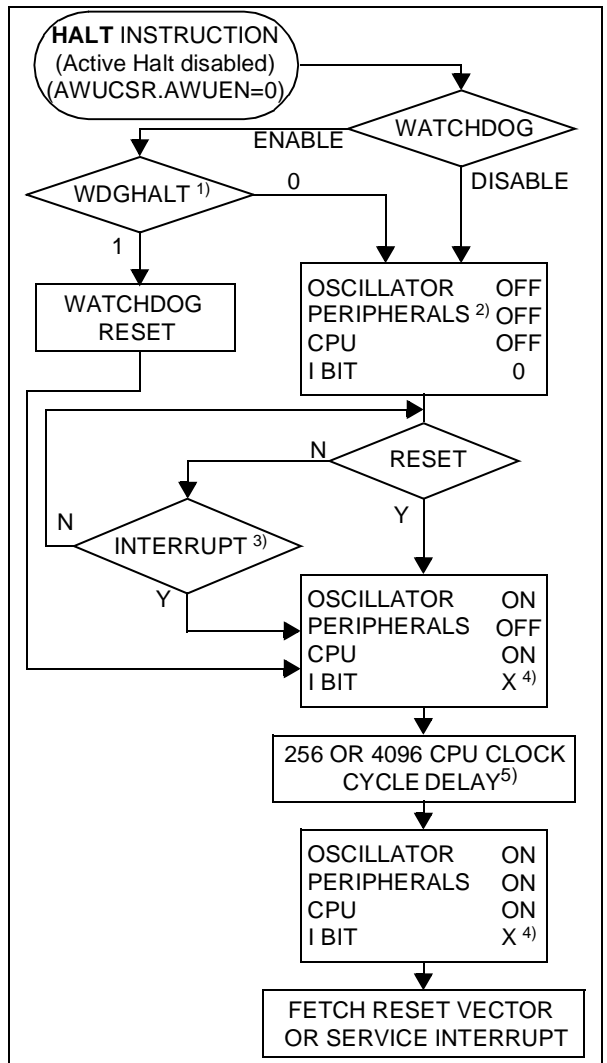 HALT INSTRUCTION
(Active Halt disabled)
(AWUCSR.AWUEN=0)
WATCHDOG
ENABLE
DISABLE
WDGHALT 1)
0
1
WATCHDOG
RESET
OSCILLATOR OFF
PERIPHERALS 2) OFF
CPU OFF
I BIT 0
RESET
N
Y
INTERRUPT 3)
N
Y
OSCILLATOR ON
PERIPHERALS OFF
CPU ON
I BIT X 4)
256 OR 4096 CPU CLOCK
CYCLE DELAY5)
OSCILLATOR ON
PERIPHERALS ON
CPU ON
I BIT X 4)
FETCH RESET VECTOR
OR SERVICE INTERRUPT